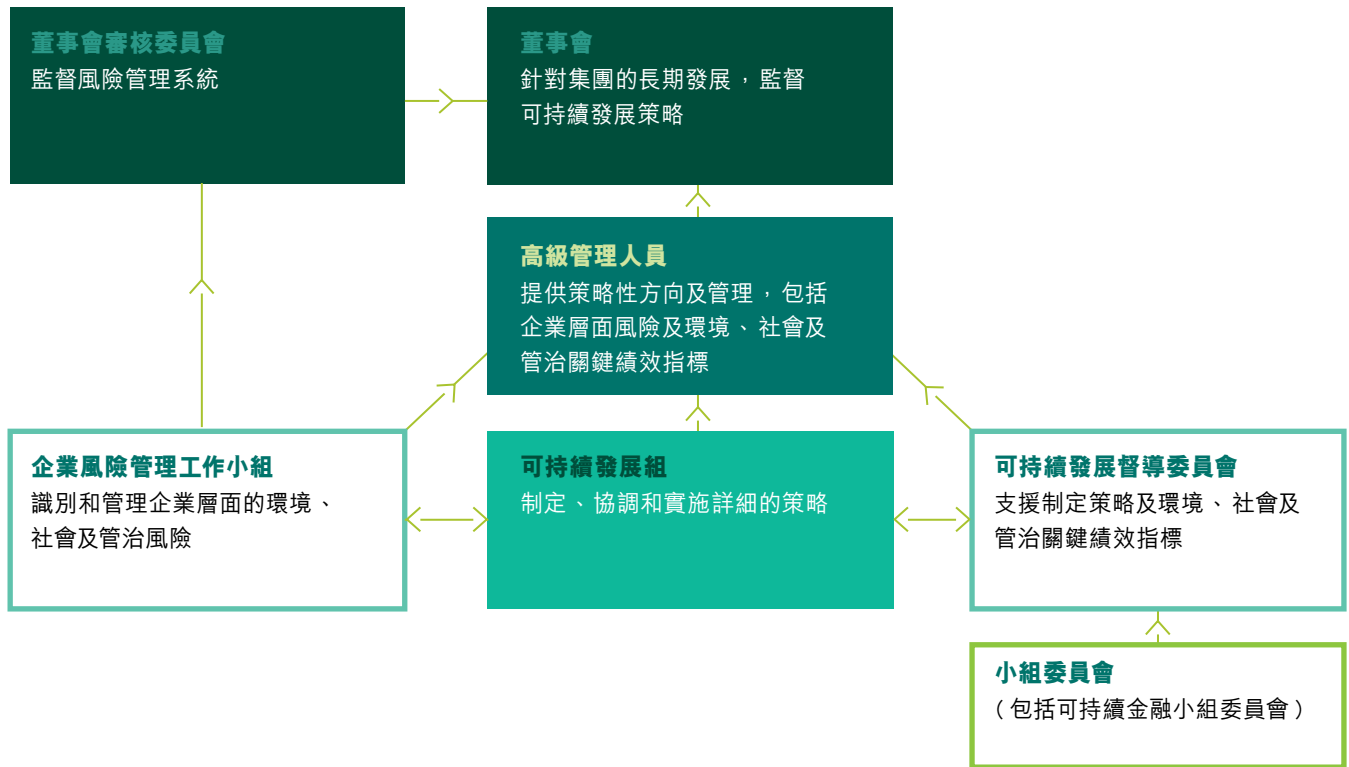 董事會審核委員會
監督風險管理系統
董事會
針對集團的長期發展，監督
可持續發展策略
高級管理人員
提供策略性方向及管理，包括
企業層面風險及環境、社會及
管治關鍵績效指標
企業風險管理工作小組
識別和管理企業層面的環境、
社會及管治風險
可持續發展組
制定、協調和實施詳細的策略
可持續發展督導委員會
支援制定策略及環境、社會及
管治關鍵績效指標
小組委員會
（包括可持續金融小組委員會）